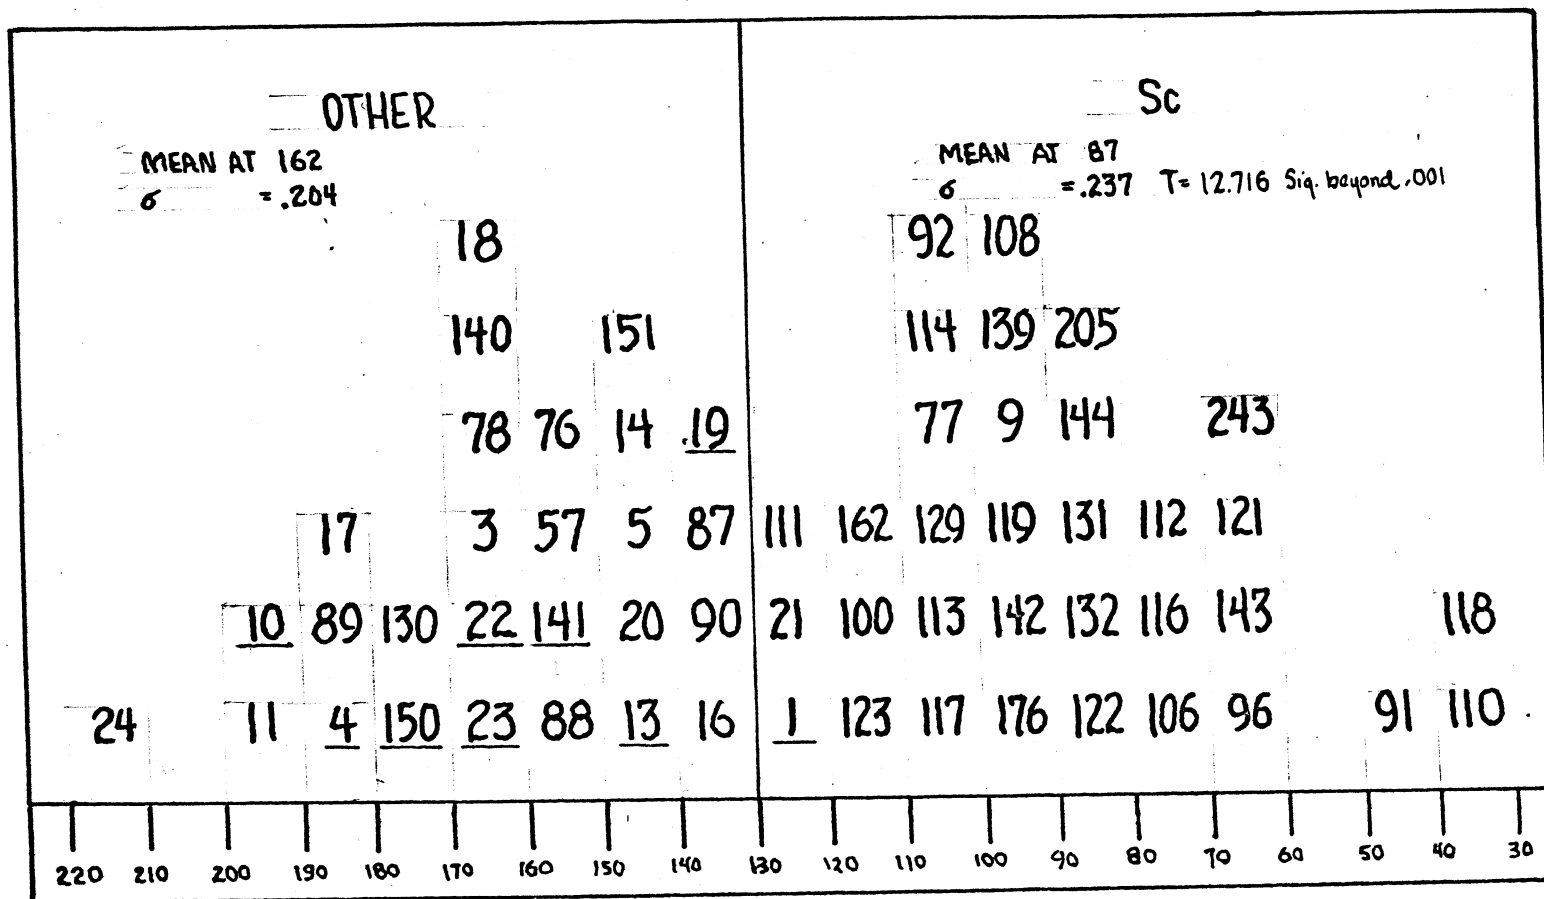 OTHER Sc
MEAN AT 162 MEAN AT 87
σ = .204 σ = .237 T= 12.716 Sig. beyond .001
18 92 108
140 151 114 139 205
78 76 14 19 77 9 144 243
17 3 57 5 87 111 162 129 119 131 112 121
10 89 130 22 141 20 90 21 100 113 142 132 116 143 118
24 11 4 150 23 88 13 16 1 123 117 176 122 106 96 91 110
220 210 200 190 180 170 160 150 140 130 120 110 100 90 80 70 60 50 40 30